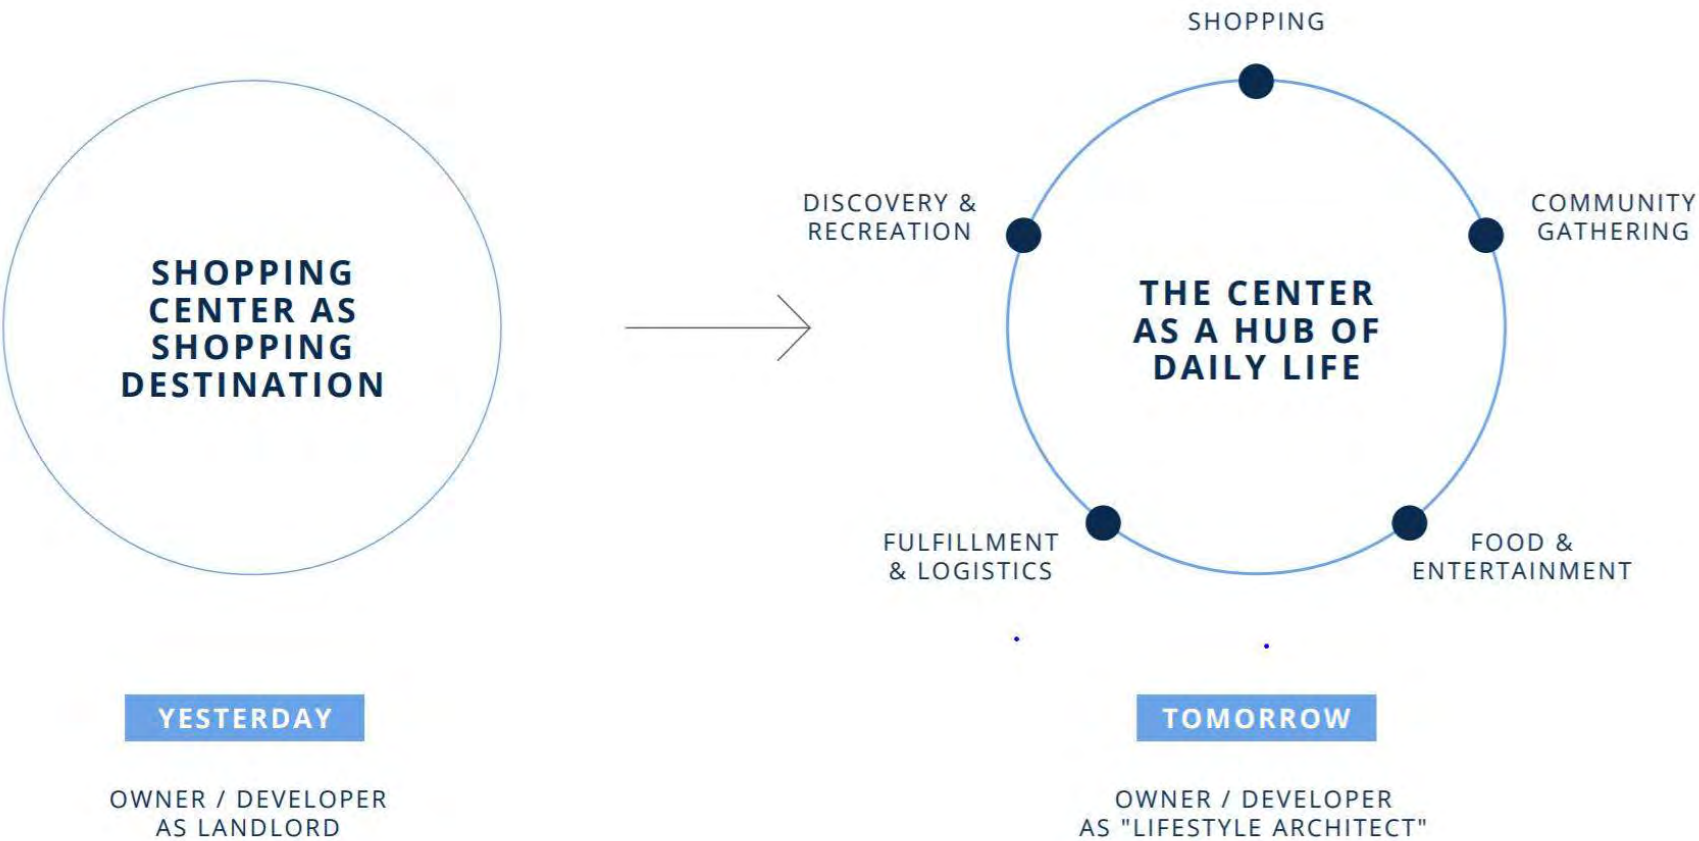 SHOPPING
CENTER AS
SHOPPING
DESTINATION
YESTERDAY
OWNER / DEVELOPER
AS LANDLORD
SHOPPING
DISCOVERY &
RECREATION
COMMUNITY
GATHERING
THE CENTER
AS A HUB OF
DAILY LIFE
FULFILLMENT
& LOGISTICS
FOOD &
ENTERTAINMENT
TOMORROW
OWNER / DEVELOPER
AS "LIFESTYLE ARCHITECT"